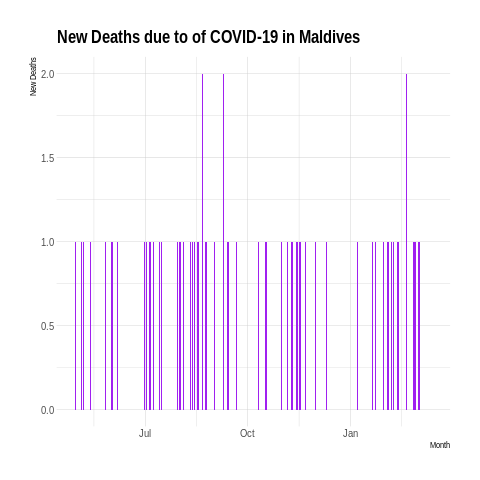 New Deaths due to of COVID-19 in Maldives
New Deaths
2.0
1.5
1.0
0.5
0.0
Jul
Oct
Jan
Month